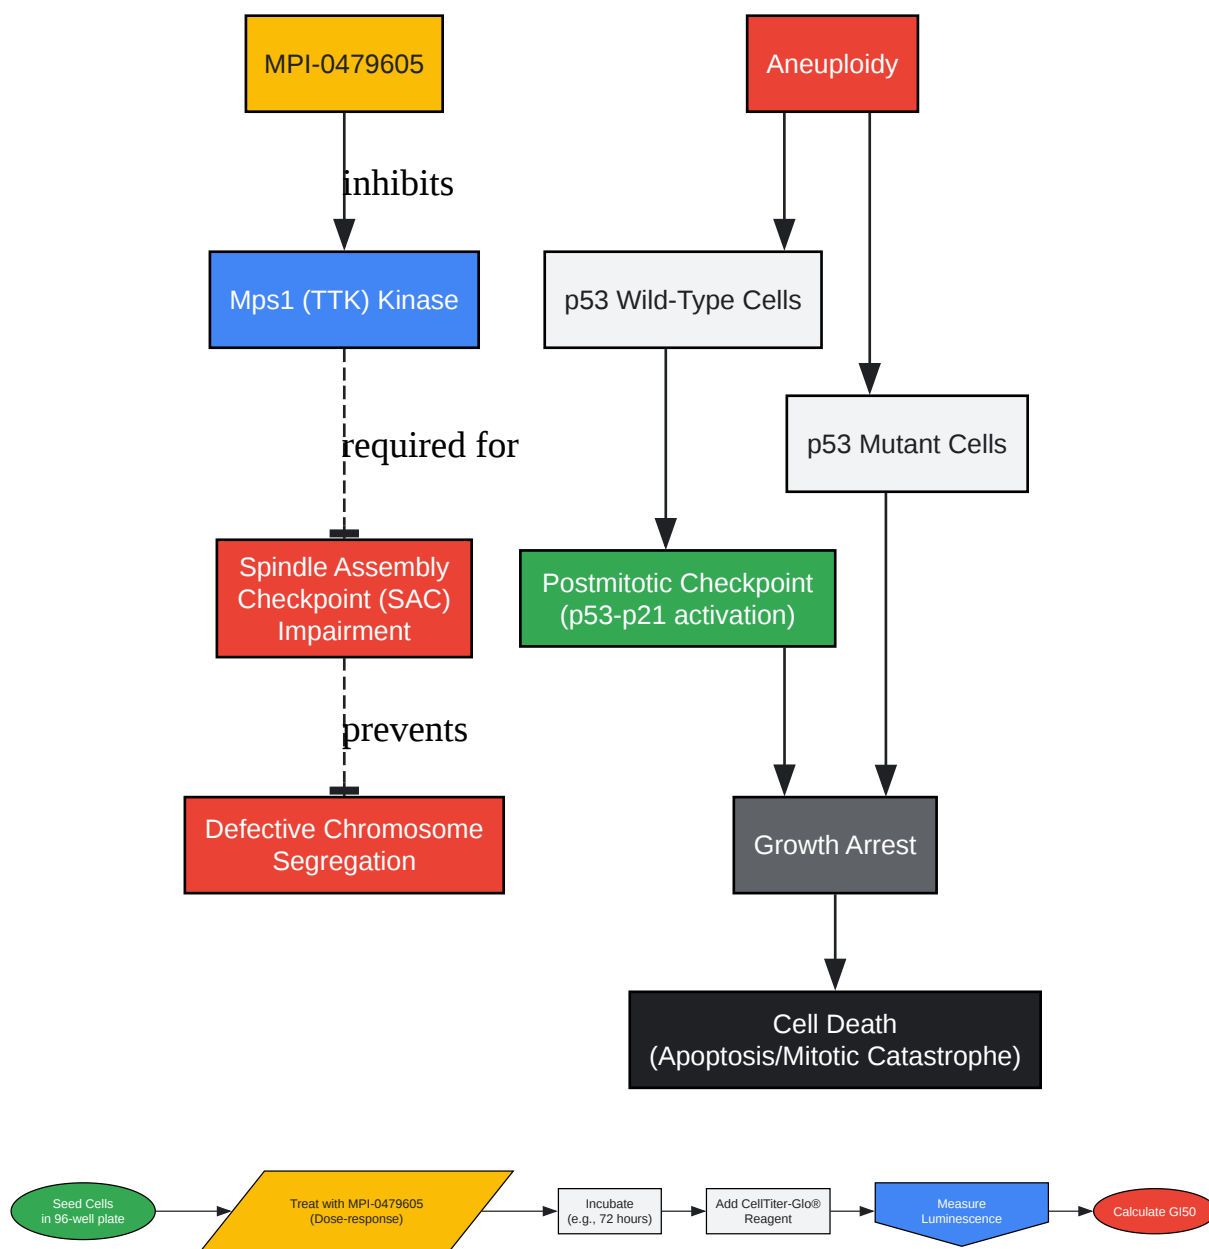 MPI-0479605
Aneuploidy
inhibits
Mps1 (TTK) Kinase
p53 Wild-Type Cells
required for
p53 Mutant Cells
Spindle Assembly
Checkpoint (SAC)
Impairment
Postmitotic Checkpoint
(p53-p21 activation)
prevents
Defective Chromosome
Segregation
Growth Arrest
Cell Death
(Apoptosis/Mitotic Catastrophe)
Seed Cells
in 96-well plate
Treat with MPI-0479605
(Dose-response)
Incubate
(e.g., 72 hours)
Add CellTiter-Glo®
Reagent
Measure
Luminescence
Calculate GI50